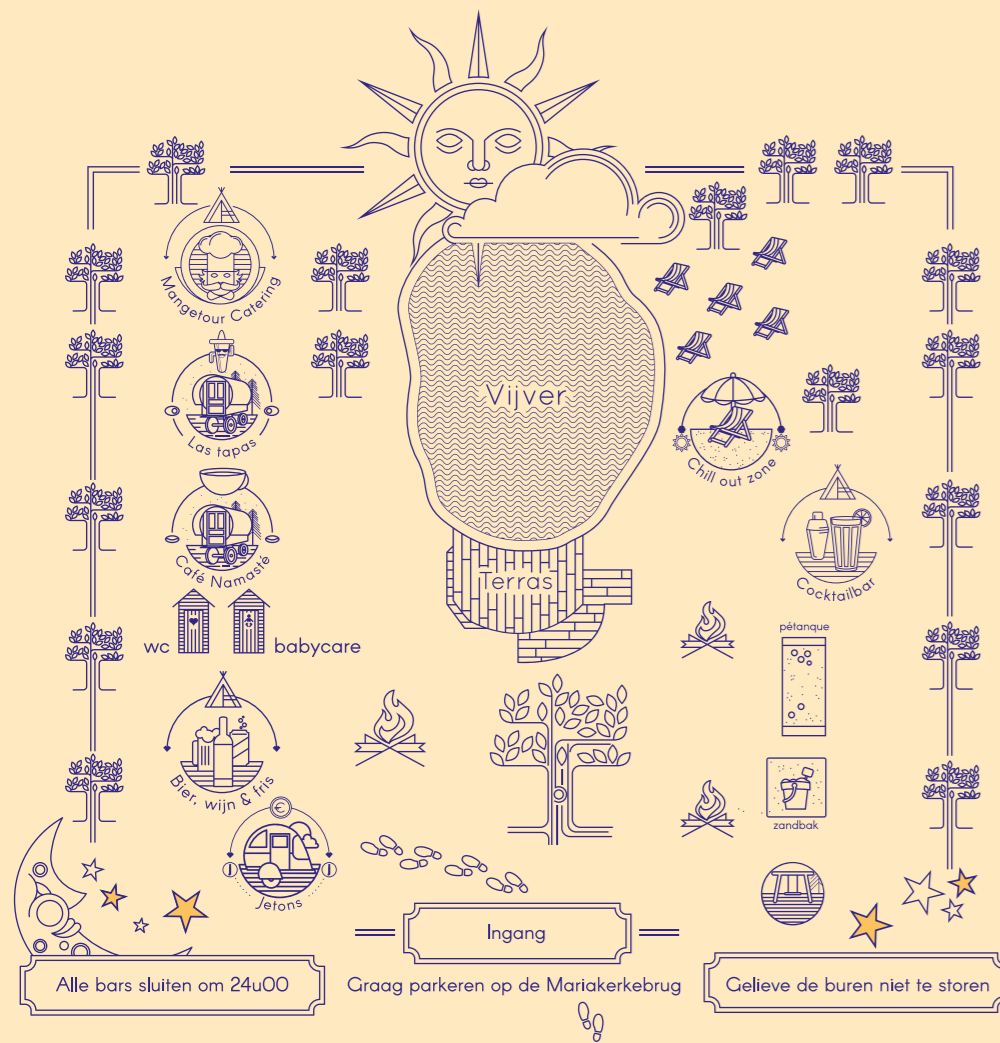 Mangetour Catering
Las tapas
Vijver
Chill out zone
Café Namasté
Terras
Cocktailbar
wc
babycare
pétanque
Bier, wijn & fris
zandbak
€
Jetons
Ingang
Alle bars sluiten om 24u00
Graag parkeren op de Mariakerkebrug
Gelieve de buren niet te storen